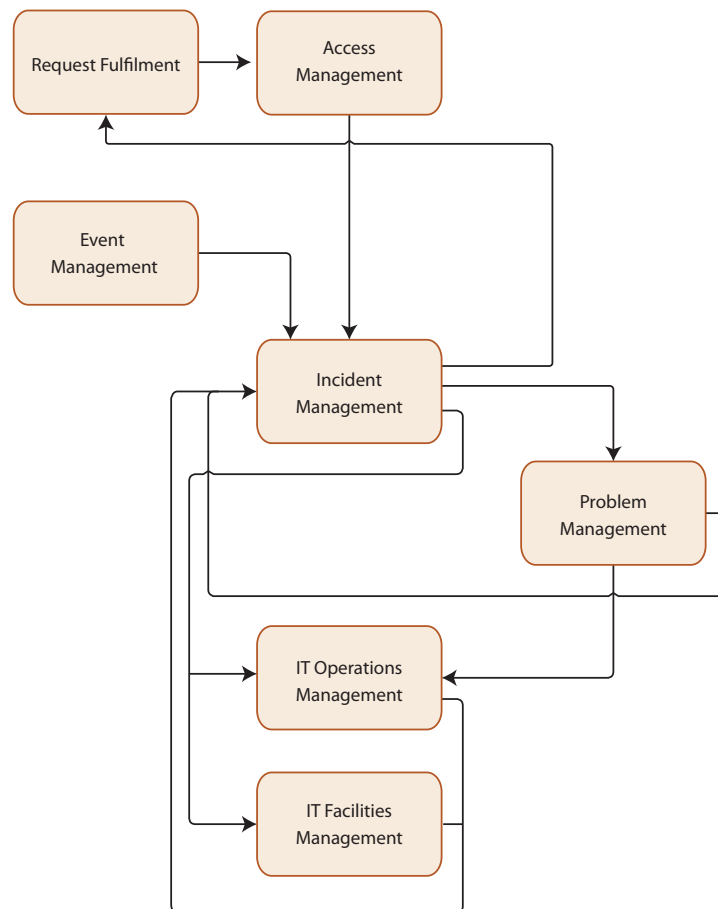 Request Fulfilment
Access
Management
Event
Management
Incident
Management
Problem
Management
IT Operations
Management
IT Facilities
Management